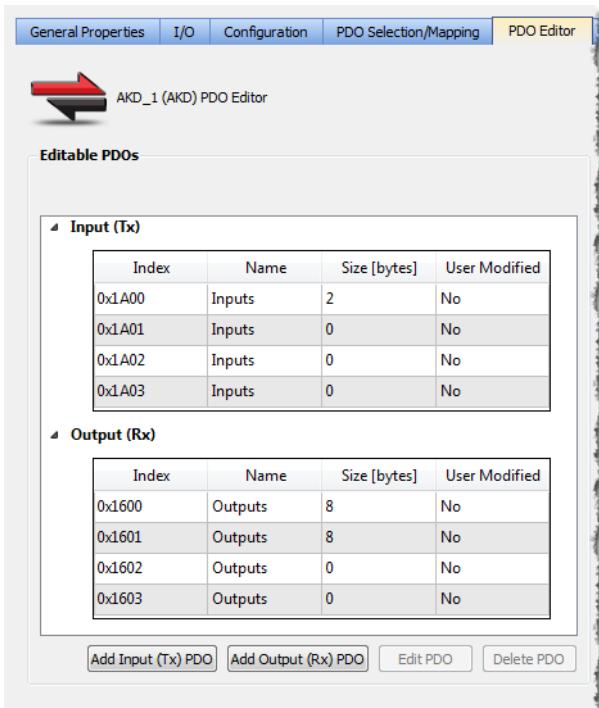 General Properties I/O Configuration PDO Selection/Mapping PDO Editor
AKD_1 (AKD) PDO Editor
Editable PDOs
Input (Tx)
Index Name Size [bytes] User Modified
0x1A00 Inputs 2 No
0x1A01 Inputs 0 No
0x1A02 Inputs 0 No
0x1A03 Inputs 0 No
Output (Rx)
Index Name Size [bytes] User Modified
0x1600 Outputs 8 No
0x1601 Outputs 8 No
0x1602 Outputs 0 No
0x1603 Outputs 0 No
Add Input (Tx) PDO Add Output (Rx) PDO Edit PDO Delete PDO